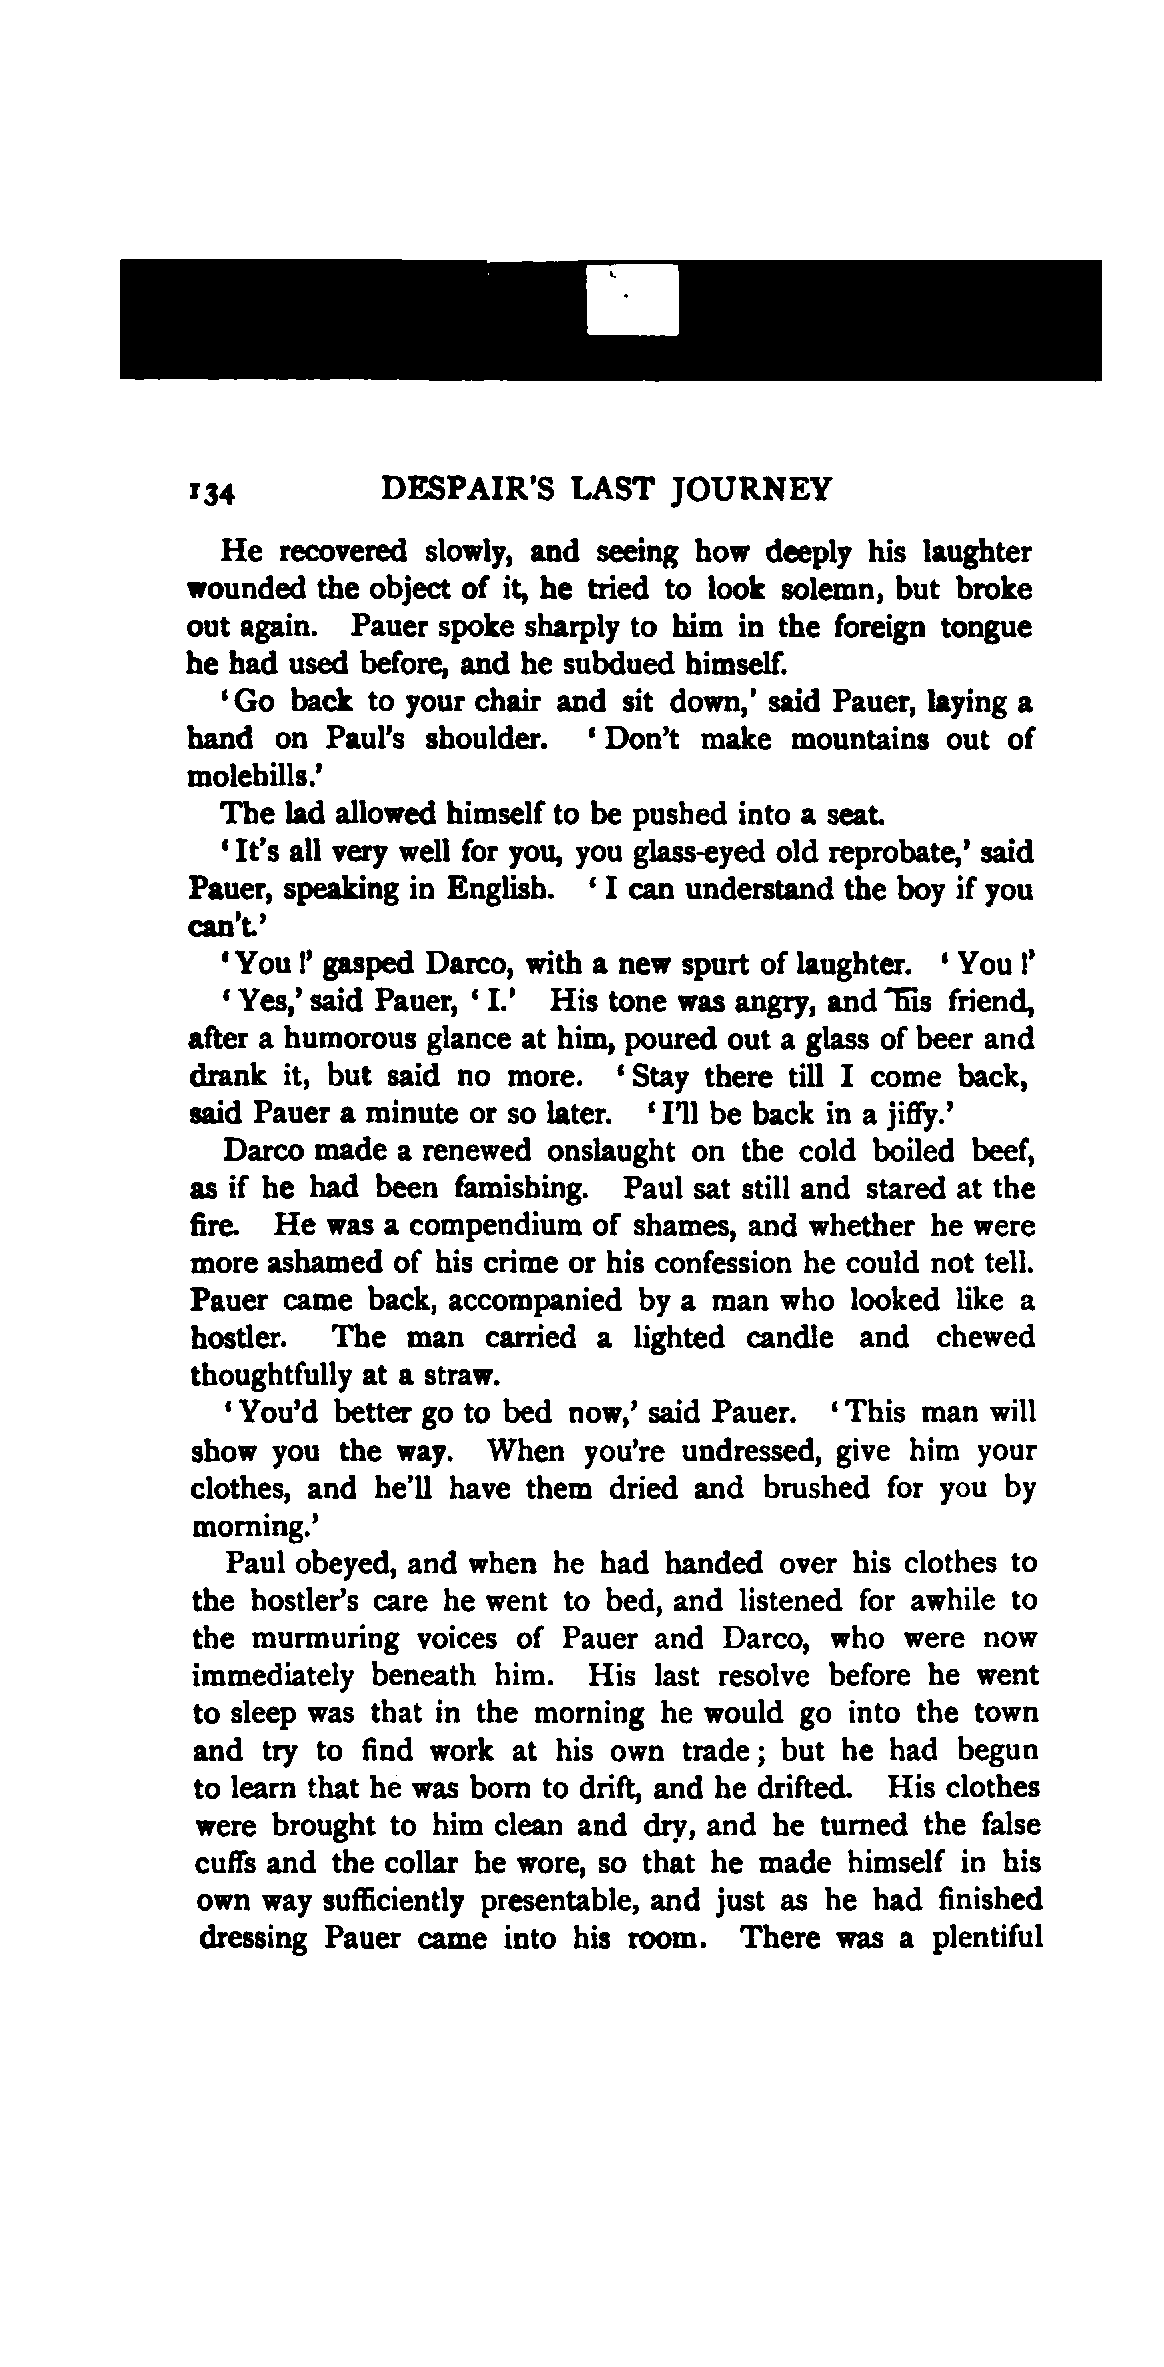 134 DESPAIR'S LAST JOURNEY
He recovered slowly, and seeing how deeply his laughter
wounded the object of it, he tried to look solemn, but broke
out again. Pauer spoke sharply to him in the foreign tongue
he had used before, and he subdued himself.
'Go back to your chair and sit down,' said Pauer, laying a
hand on Paul's shoulder. 'Don't make mountains out of
molehills.'
The lad allowed himself to be pushed into a seat.
'It's all very well for you, you glass-eyed old reprobate,' said
Pauer, speaking in English. 'I can understand the boy if you
can't.'
'You!' gasped Darco, with a new spurt of laughter. 'You!'
'Yes,' said Pauer, 'I.' His tone was angry, and his friend,
after a humorous glance at him, poured out a glass of beer and
drank it, but said no more. 'Stay there till I come back,
said Pauer a minute or so later. 'I'll be back in a jiffy.'
Darco made a renewed onslaught on the cold boiled beef,
as if he had been famishing. Paul sat still and stared at the
fire. He was a compendium of shames, and whether he were
more ashamed of his crime or his confession he could not tell.
Pauer came back, accompanied by a man who looked like a
hostler. The man carried a lighted candle and chewed
thoughtfully at a straw.
'You'd better go to bed now,' said Pauer. 'This man will
show you the way. When you're undressed, give him your
clothes, and he'll have them dried and brushed for you by
morning.'
Paul obeyed, and when he had handed over his clothes to
the hostler's care he went to bed, and listened for awhile to
the murmuring voices of Pauer and Darco, who were now
immediately beneath him. His last resolve before he went
to sleep was that in the morning he would go into the town
and try to find work at his own trade; but he had begun
to learn that he was born to drift, and he drifted. His clothes
were brought to him clean and dry, and he turned the false
cuffs and the collar he wore, so that he made himself in his
own way sufficiently presentable, and just as he had finished
dressing Pauer came into his room. There was a plentiful